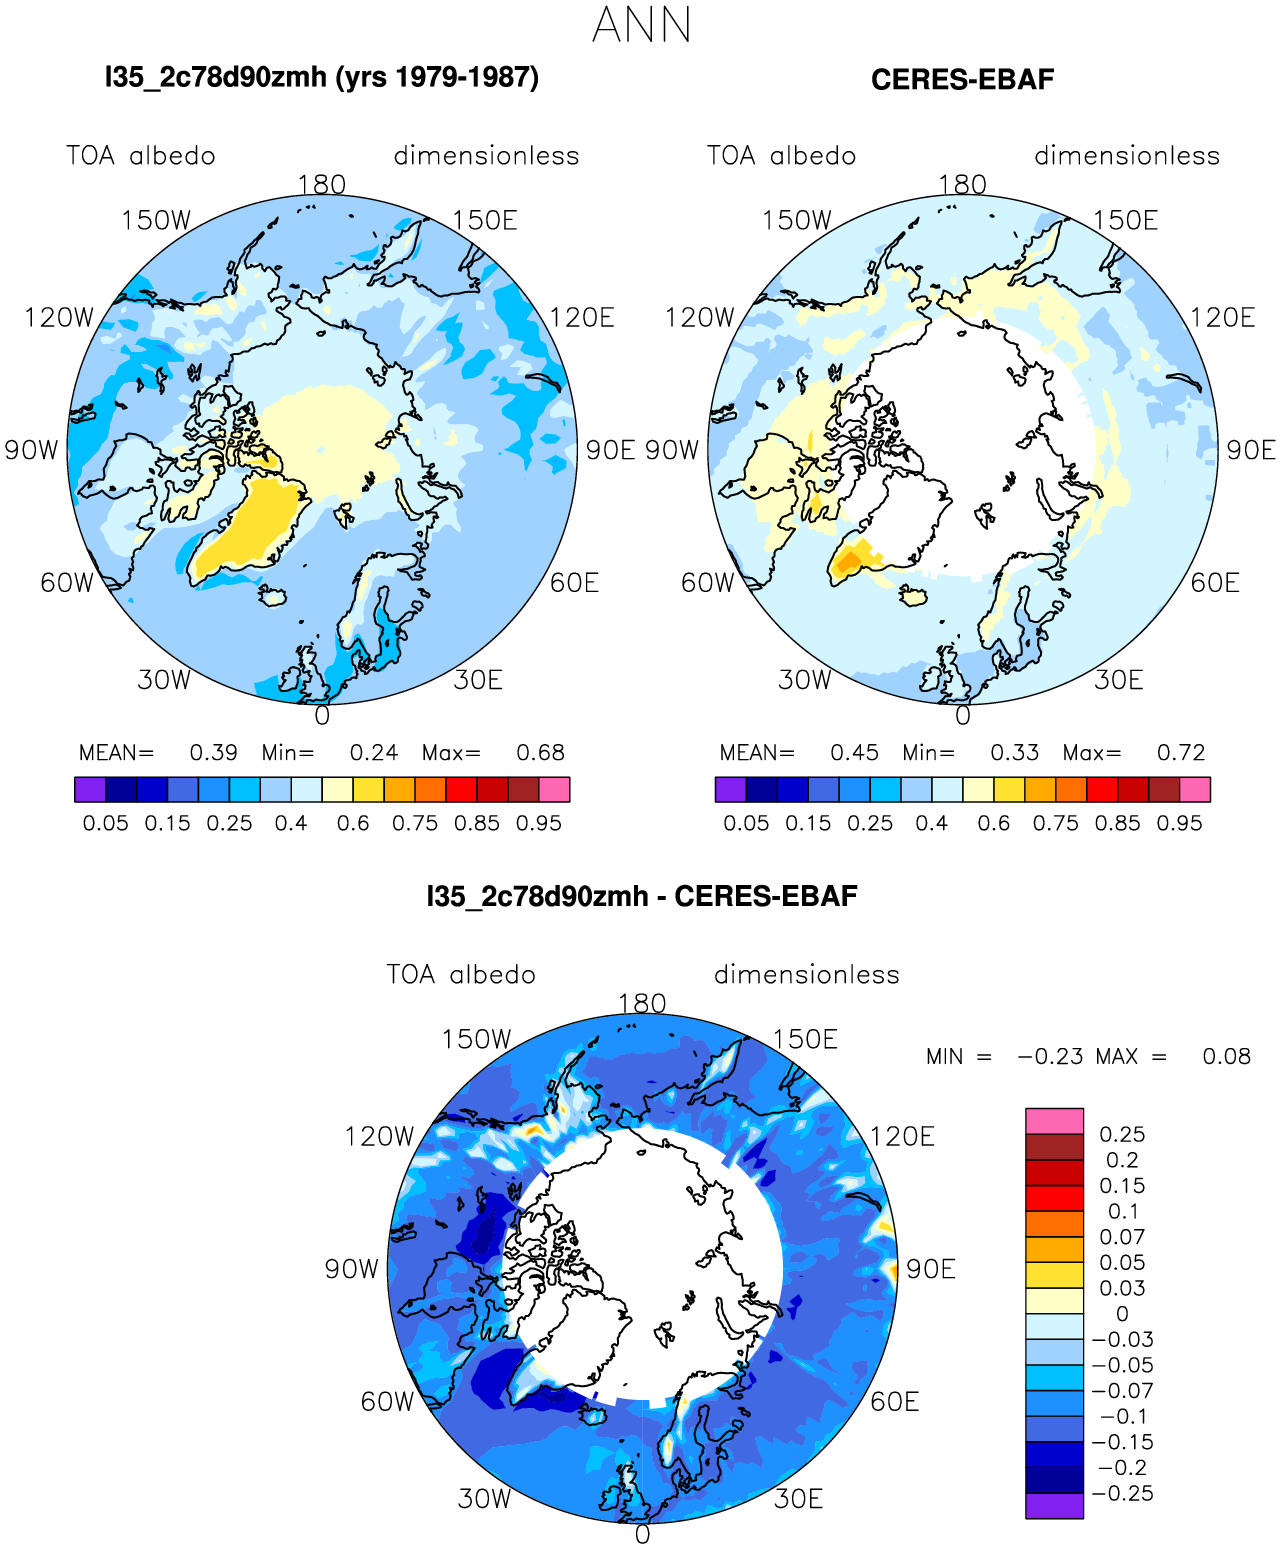 ANN
l35_2c78d90zmh (yrs 1979-1987)
CERES-EBAF
TOA albedo dimensionless
TOA albedo dimensionless
180
150W 150E
120W 120E
90W 90E
60W 60E
30W 30E
0
180
150W 150E
120W 120E
90W 90E
60W 60E
30W 30E
0
MEAN= 0.39 Min= 0.24 Max= 0.68
MEAN= 0.45 Min= 0.33 Max= 0.72
0.05 0.15 0.25 0.4 0.6 0.75 0.85 0.95
0.05 0.15 0.25 0.4 0.6 0.75 0.85 0.95
l35_2c78d90zmh - CERES-EBAF
TOA albedo dimensionless
180
150W 150E
120W 120E
90W 90E
60W 60E
30W 30E
0
MIN = -0.23 MAX = 0.08
0.25
0.2
0.15
0.1
0.07
0.05
0.03
0
-0.03
-0.05
-0.07
-0.1
-0.15
-0.2
-0.25